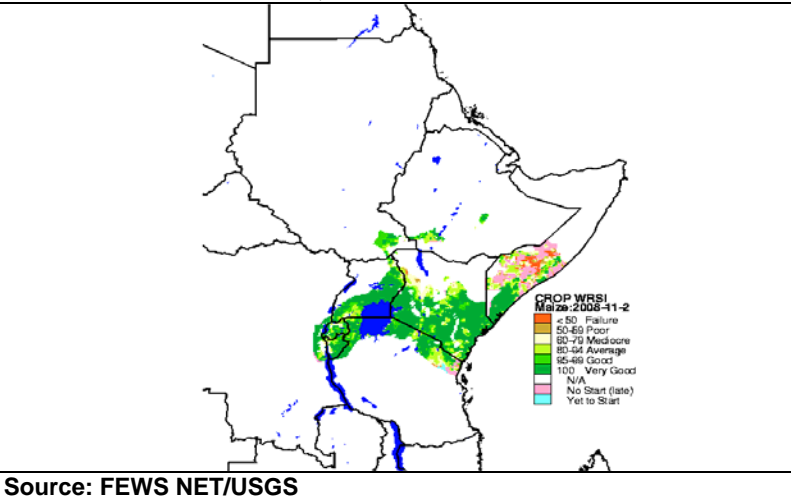 CROP WRSI
Maize:2008-11-2
<50 Failure
50-59 Poor
60-79 Mediocre
80-94 Average
95-99 Good
100 Very Good
N/A
No Start (late)
Yet to Start
Source: FEWS NET/USGS